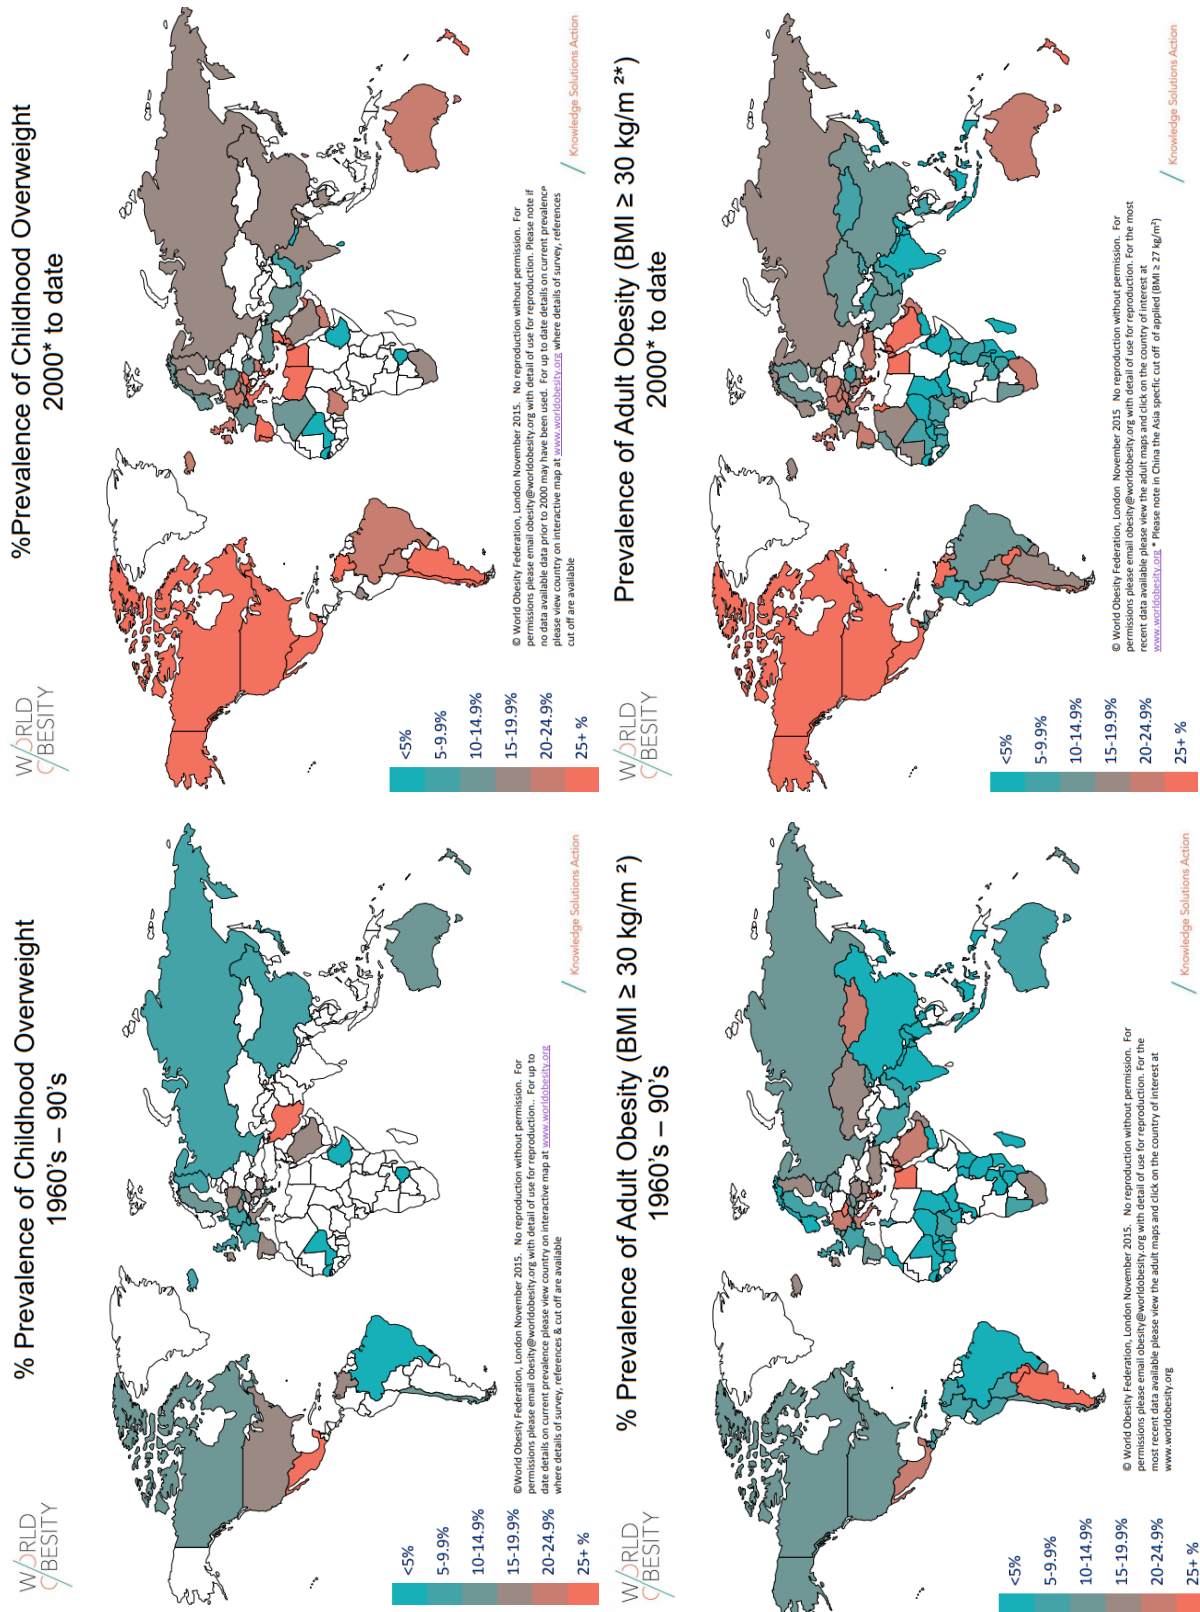 WORLD
OBESITY
% Prevalence of Childhood Overweight
1960's – 90's
<5%
5-9.9%
10-14.9%
15-19.9%
20-24.9%
25+ %
©World Obesity Federation, London November 2015. No reproduction without permission. For
permissions please email obesity@worldobesity.org with detail of use for reproduction.. For up to
date details on current prevalence please view country on interactive map at www.worldobesity.org
where details of survey, references & cut off are available
Knowledge Solutions Action
WORLD
OBESITY
%Prevalence of Childhood Overweight
2000* to date
<5%
5-9.9%
10-14.9%
15-19.9%
20-24.9%
25+ %
© World Obesity Federation, London November 2015. No reproduction without permission. For
permissions please email obesity@worldobesity.org with detail of use for reproduction. Please note if
no data available data prior to 2000 may have been used. For up to date details on current prevalence
please view country on interactive map at www.worldobesity.org where details of survey, references
cut off are available
Knowledge Solutions Action
WORLD
OBESITY
% Prevalence of Adult Obesity (BMI ≥ 30 kg/m ²)
1960's – 90's
<5%
5-9.9%
10-14.9%
15-19.9%
20-24.9%
25+ %
© World Obesity Federation, London November 2015. No reproduction without permission. For
permissions please email obesity@worldobesity.org with detail of use for reproduction. For the
most recent data available please view the adult maps and click on the country of interest at
www.worldobesity.org
Knowledge Solutions Action
WORLD
OBESITY
Prevalence of Adult Obesity (BMI ≥ 30 kg/m ²*)
2000* to date
<5%
5-9.9%
10-14.9%
15-19.9%
20-24.9%
25+ %
© World Obesity Federation, London November 2015 No reproduction without permission. For
permissions please email obesity@worldobesity.org with detail of use for reproduction. For the most
recent data available please view the adult maps and click on the country of interest at
www.worldobesity.org * Please note in China the Asia specfic cut off of applied (BMI ≥ 27 kg/m²)
Knowledge Solutions Action